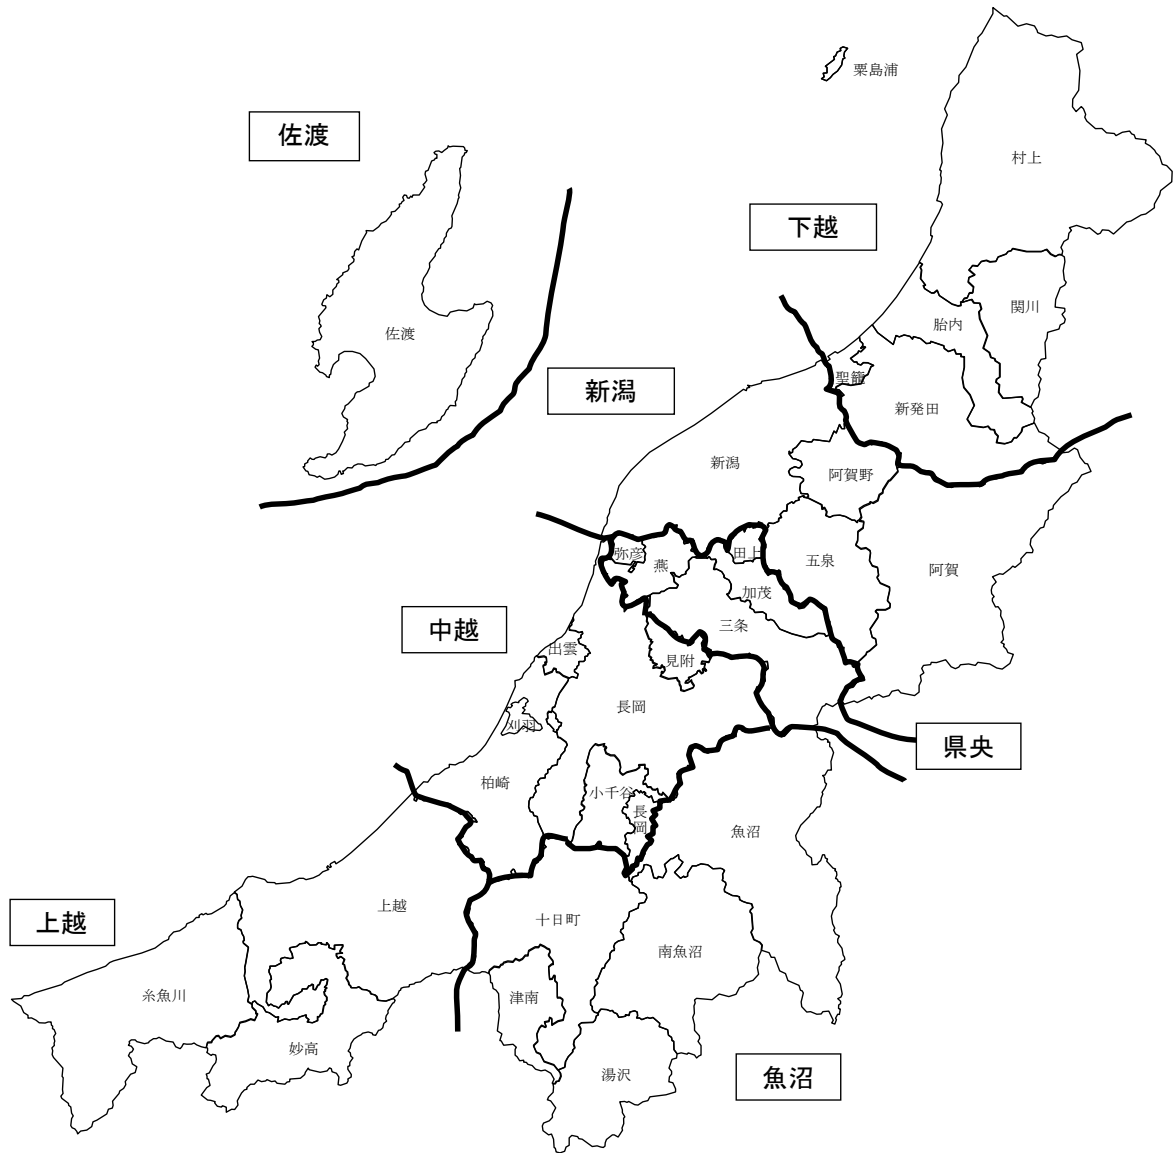 粟島浦
佐渡
村上
下越
関川
胎内
佐渡
聖籠
新潟
新発田
新潟
阿賀野
弥彦
田上
燕
五泉
阿賀
加茂
中越
三条
出雲
見附
長岡
刈羽
県央
柏崎
小千谷
長
岡
魚沼
上越
上越
十日町
南魚沼
糸魚川
津南
妙高
湯沢
魚沼